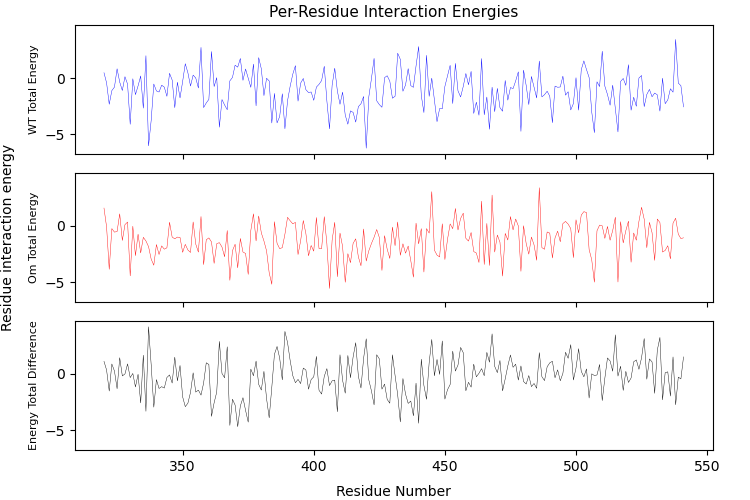 Per-Residue Interaction Energies
Residue interaction energy
WT Total Energy
0
−5
Om Total Energy
0
−5
Energy Total Difference
0
−5
350
400
450
500
550
Residue Number